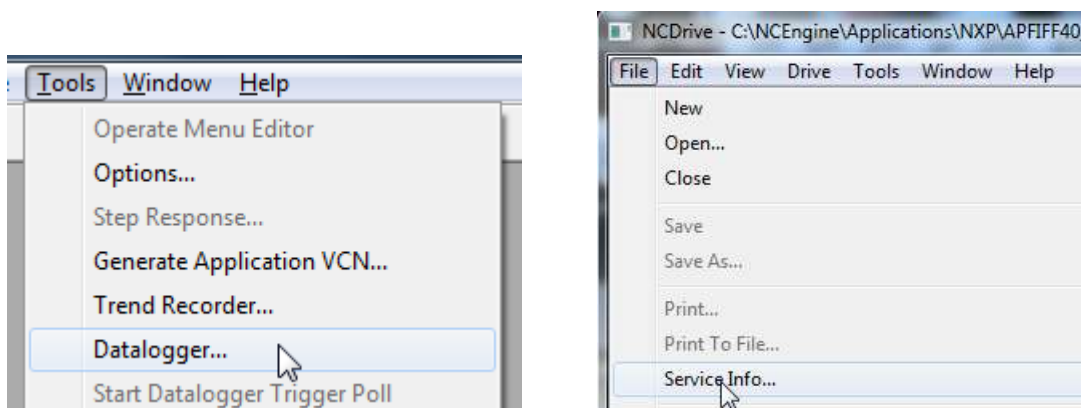 Tools Window Help
Operate Menu Editor
Options...
Step Response...
Generate Application VCN...
Trend Recorder...
Datalogger...
Start Datalogger Trigger Poll
NCDrive - C:\NCEngine\Applications\NXP\APFIFF40
File Edit View Drive Tools Window Help
New
Open...
Close
Save
Save As...
Print...
Print To File...
Service Info...